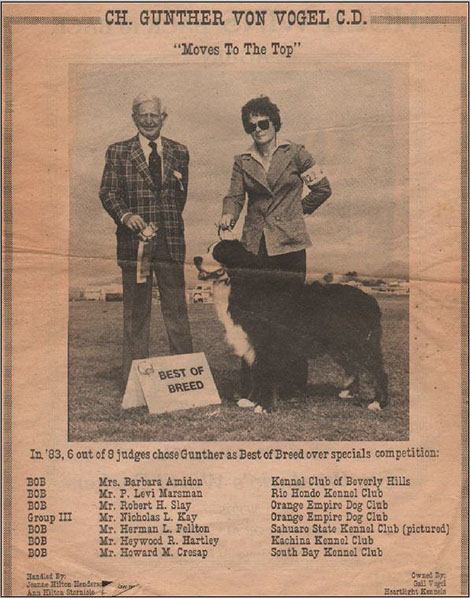 CH. GUNTHER VON VOGEL C.D.
"Moves To The Top"
BEST OF
BREED
In '83, 6 out of 9 judges chose Gunther as Best of Breed over specials competition:
BOB Mrs. Barbara Amidon Kennel Club of Beverly Hills
BOB Mr. P. Levi Marsman Rio Hondo Kennel Club
BOB Mr. Robert H. Slay Orange Empire Dog Club
Group III Mr. Nicholas L. Kay Orange Empire Dog Club
BOB Mr. Herman L. Fellton Sahuaro State Kennel Club (pictured)
BOB Mr. Heywood R. Hartley Kachina Kennel Club
BOB Mr. Howard M. Cresap South Bay Kennel Club
Handled By:
Jeanne Hilton
Ann Hilton
Owned By:
Gail Vogel
Heartlight Kennels